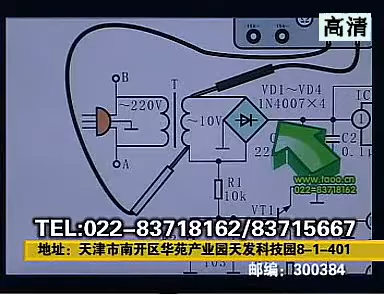 高清
B
T
VD1~VD4
1N4007×4
IC
~220V
~10V
C2
0.1μ
A
www.tooo.cn
022-83718162
R1
10k
VT1
TEL:022-83718162/83715667
地址：天津市南开区华苑产业园天发科技园8-1-401
邮编：300384